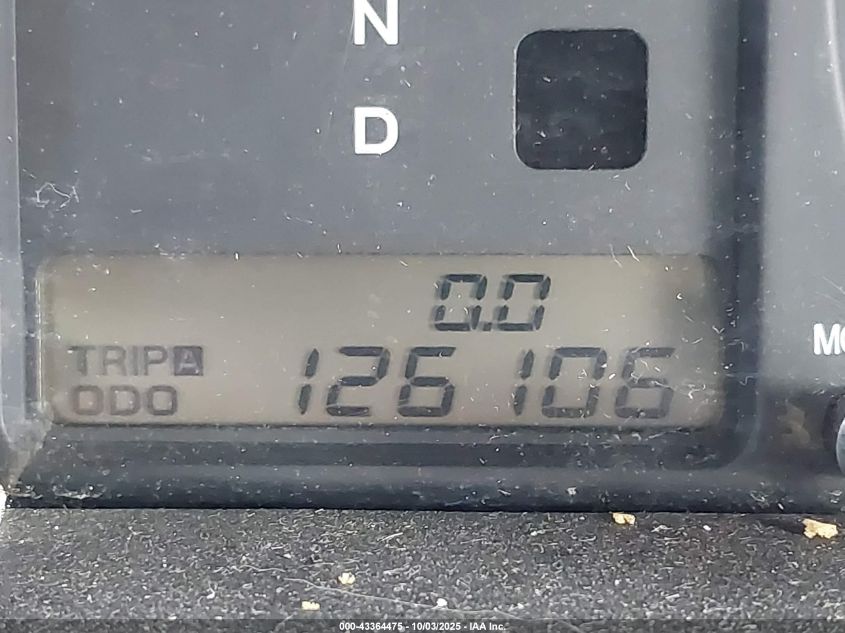 N
D
0.0
TRIP A
ODO 126106
000-43364475 - 10/03/2025 - IAA Inc.